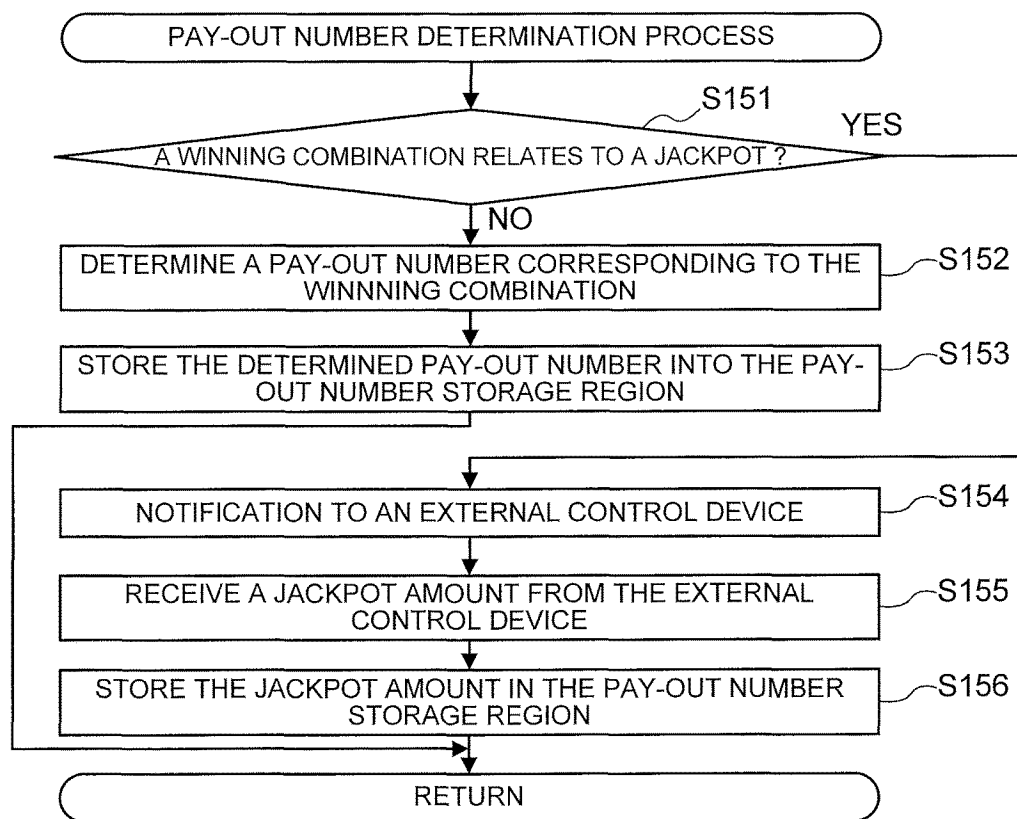 PAY-OUT NUMBER DETERMINATION PROCESS
S151
YES
A WINNING COMBINATION RELATES TO A JACKPOT ?
NO
DETERMINE A PAY-OUT NUMBER CORRESPONDING TO THE
WINNNING COMBINATION
S152
STORE THE DETERMINED PAY-OUT NUMBER INTO THE PAY-
OUT NUMBER STORAGE REGION
S153
NOTIFICATION TO AN EXTERNAL CONTROL DEVICE
S154
RECEIVE A JACKPOT AMOUNT FROM THE EXTERNAL
CONTROL DEVICE
S155
STORE THE JACKPOT AMOUNT IN THE PAY-OUT NUMBER
STORAGE REGION
S156
RETURN